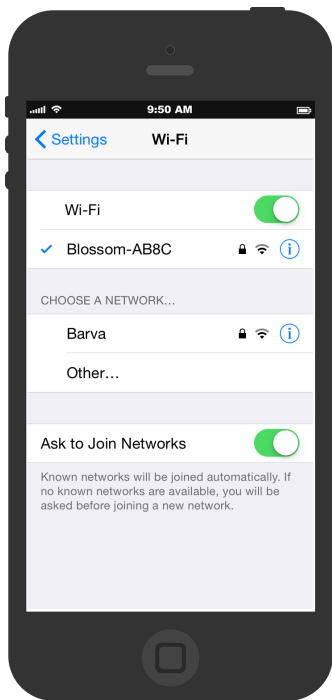 9:50 AM
Settings Wi-Fi
Wi-Fi
Blossom-AB8C
CHOOSE A NETWORK...
Barva
Other...
Ask to Join Networks
Known networks will be joined automatically. If
no known networks are available, you will be
asked before joining a new network.